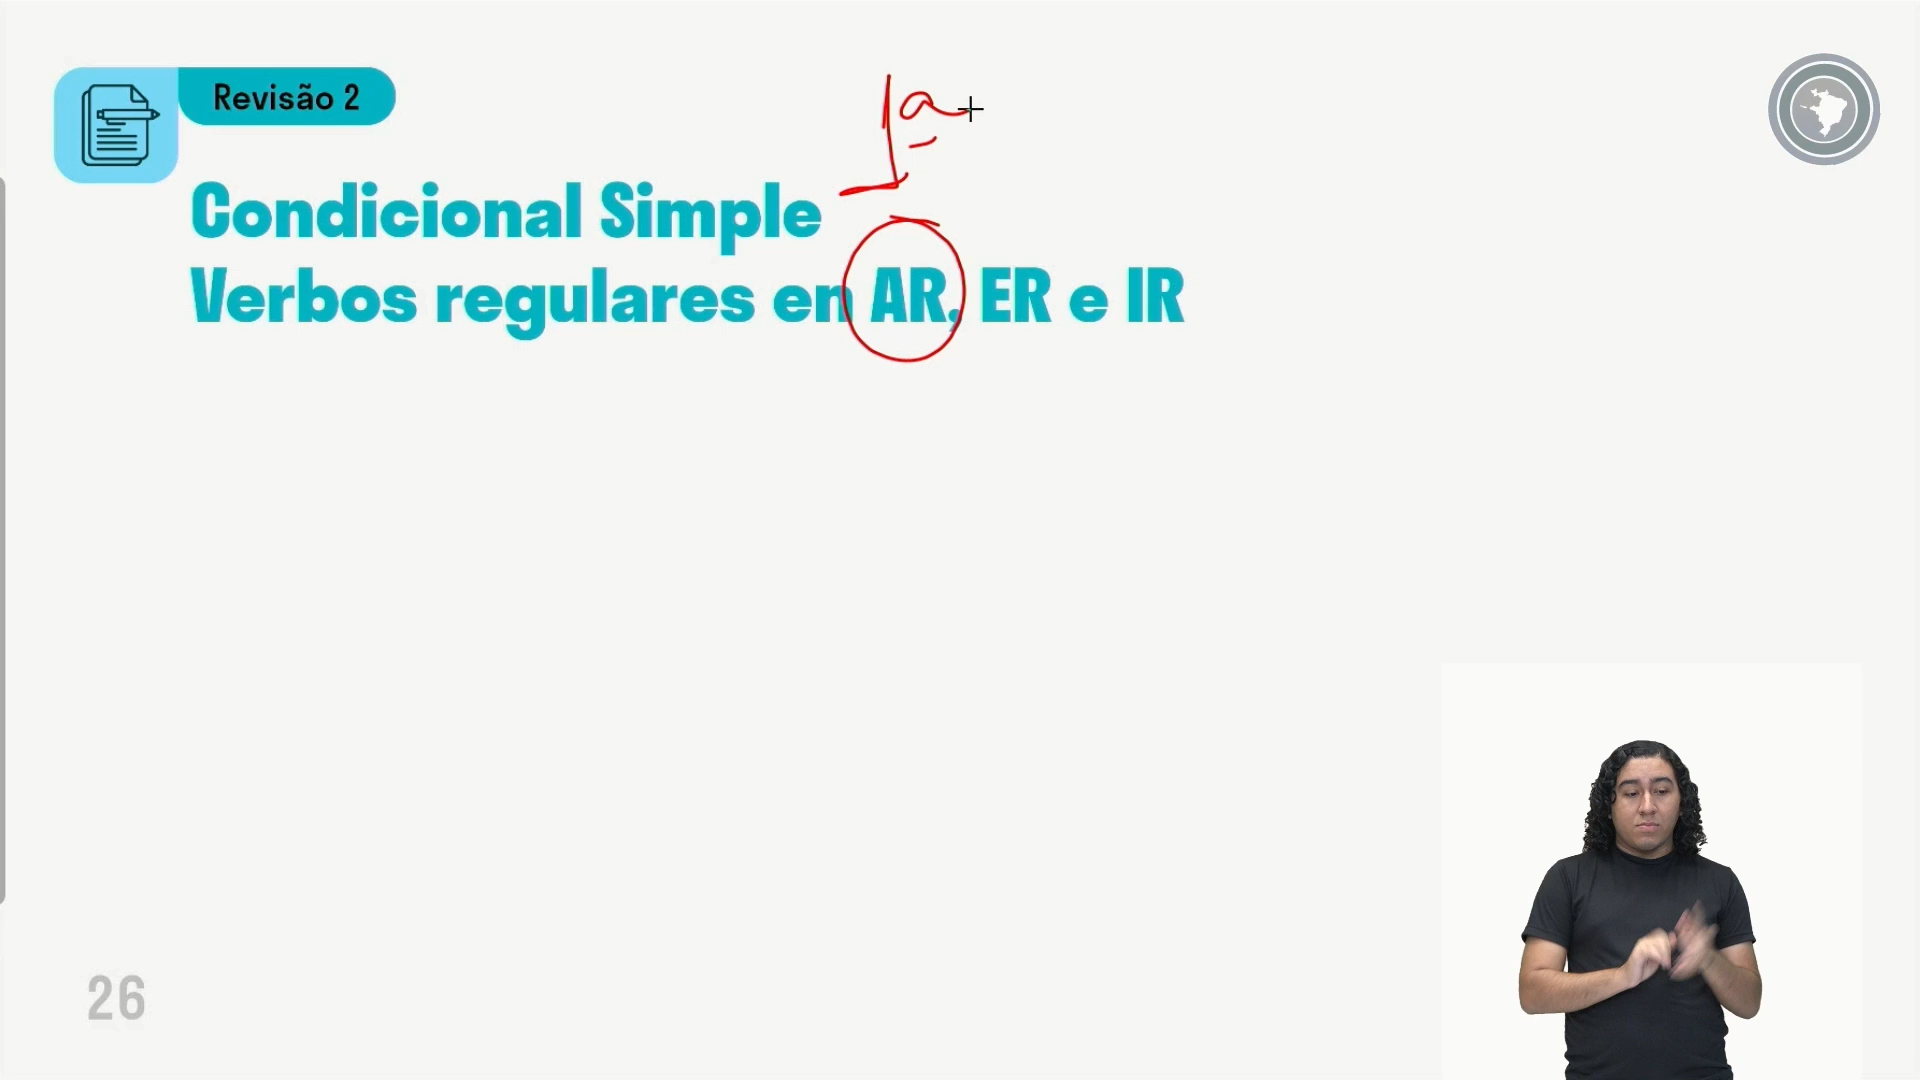 Revisão 2
1ª
Condicional Simple
Verbos regulares en AR, ER e IR
26